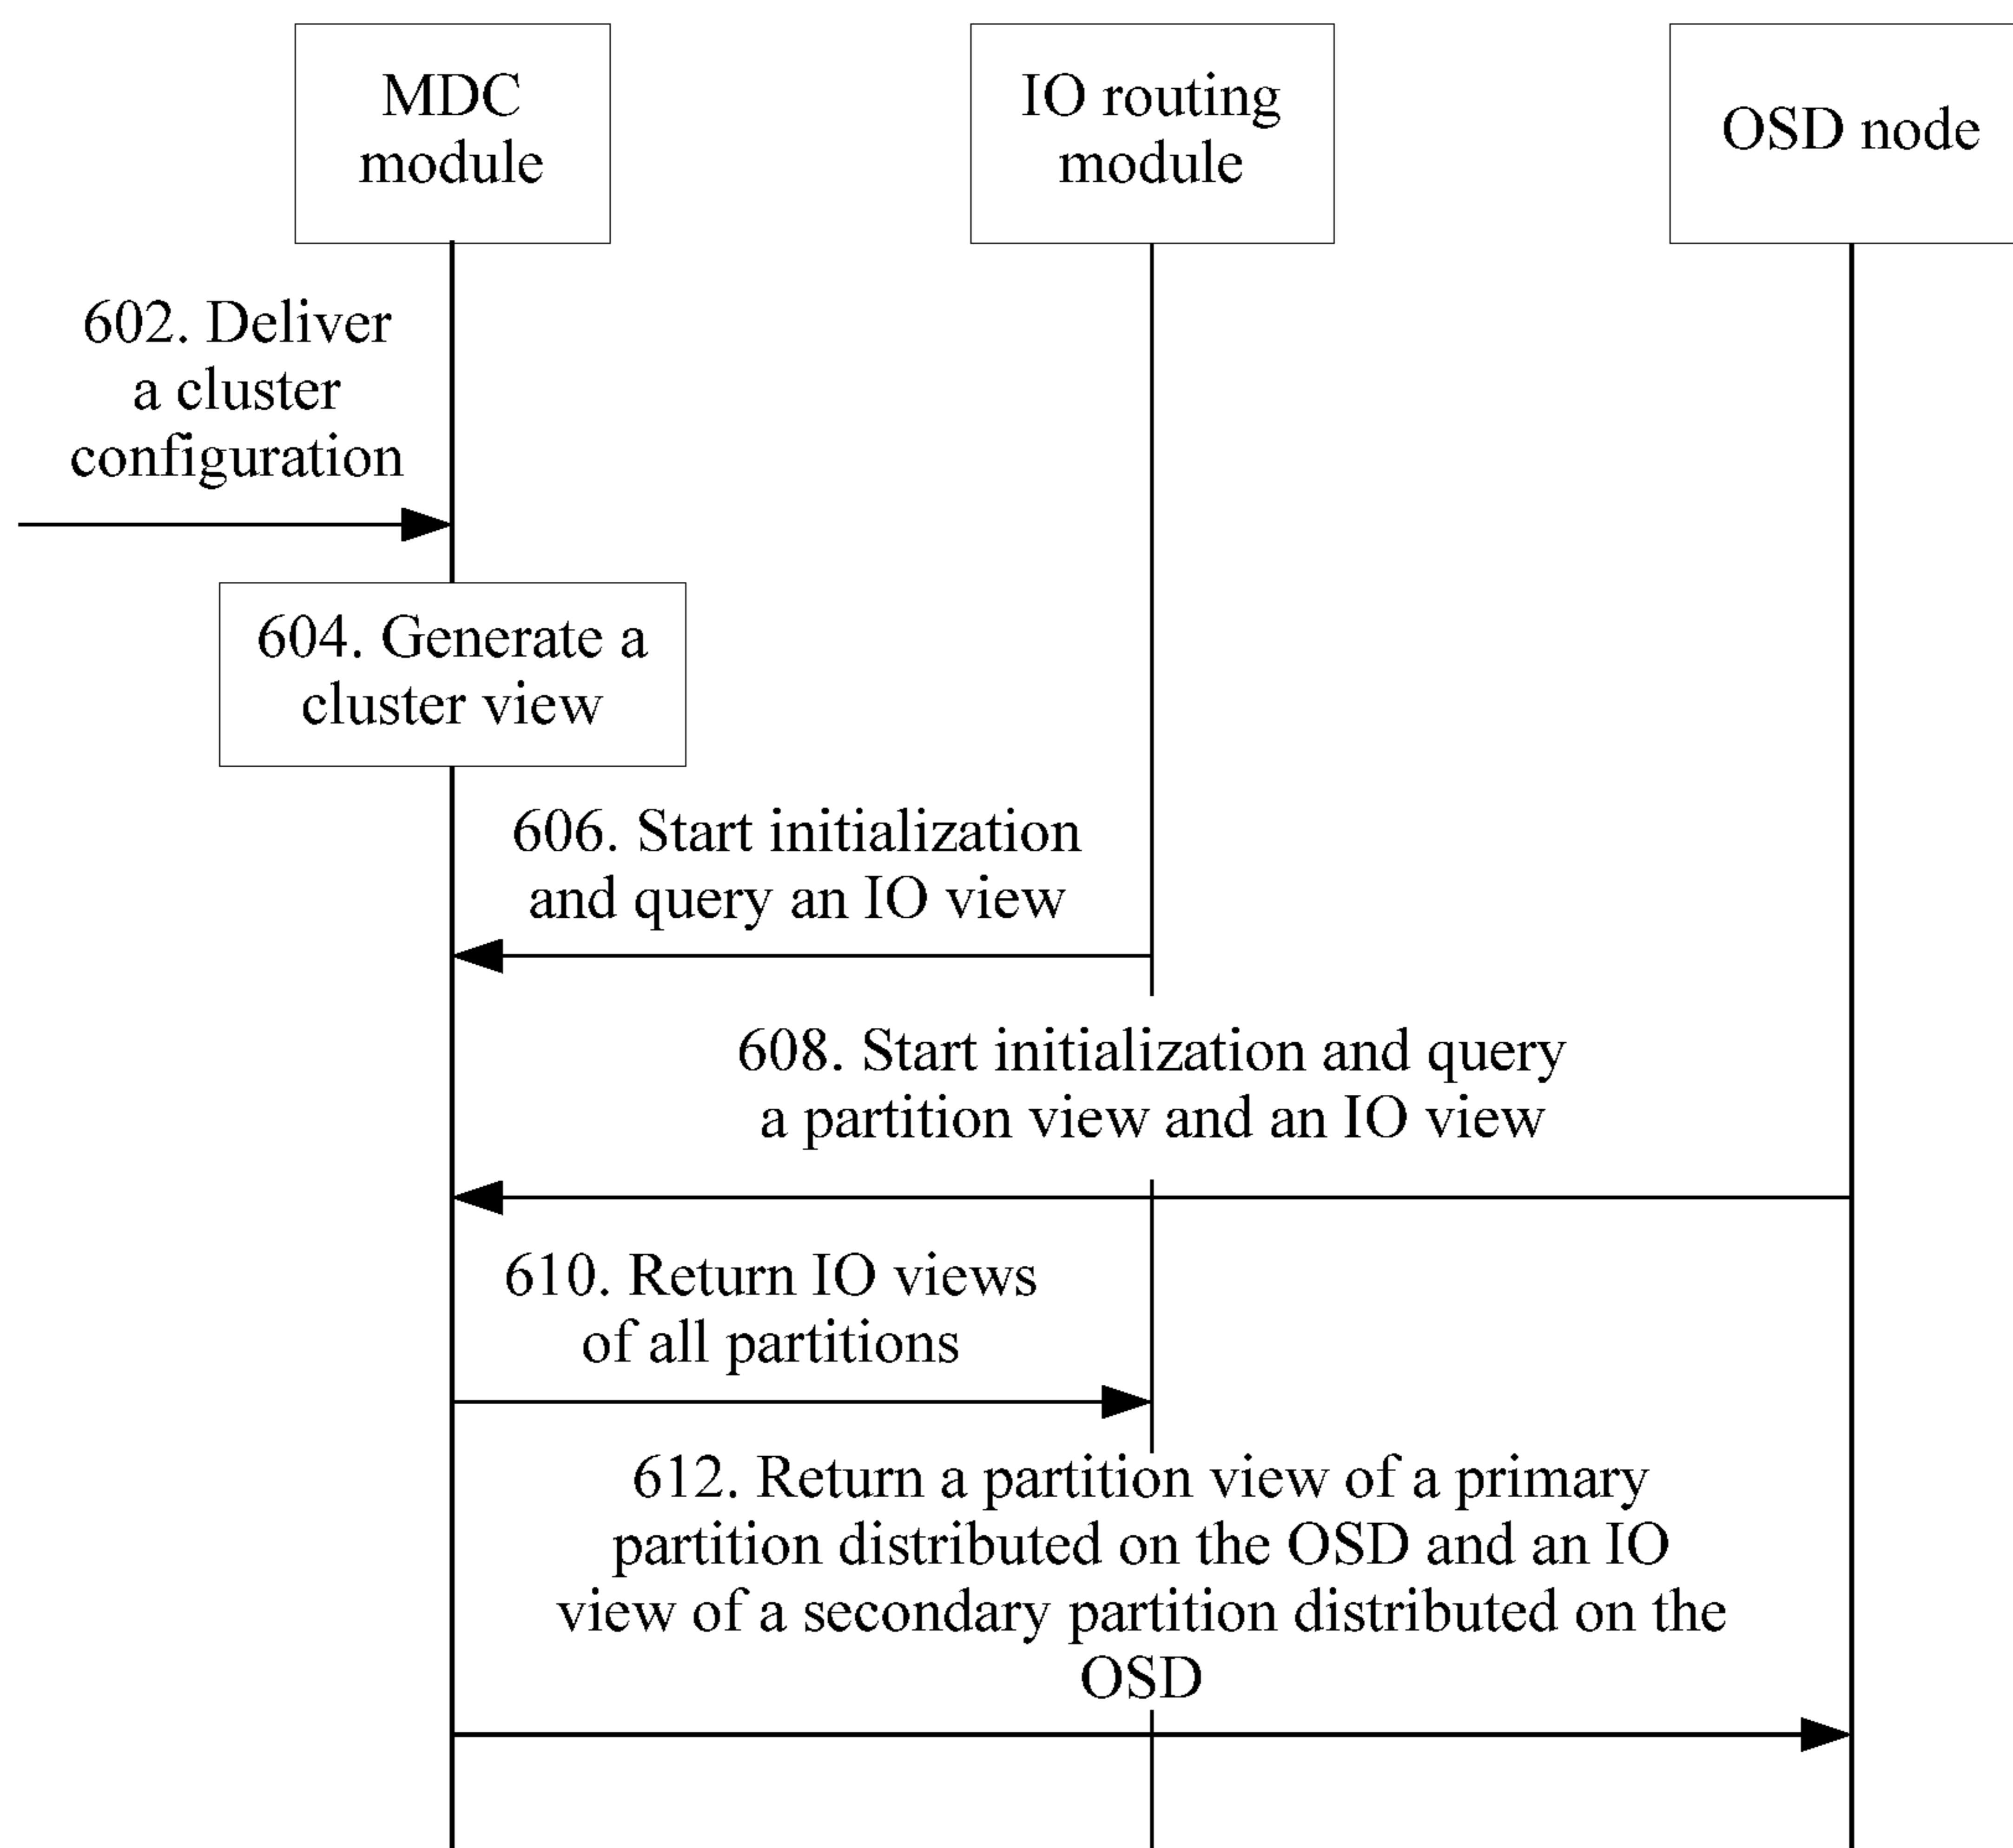 MDC
module
IO routing
module
OSD node
602. Deliver
a cluster
configuration
604. Generate a
cluster view
606. Start initialization
and query an IO view
608. Start initialization and query
a partition view and an IO view
610. Return IO views
of all partitions
612. Return a partition view of a primary
partition distributed on the OSD and an IO
view of a secondary partition distributed on the
OSD